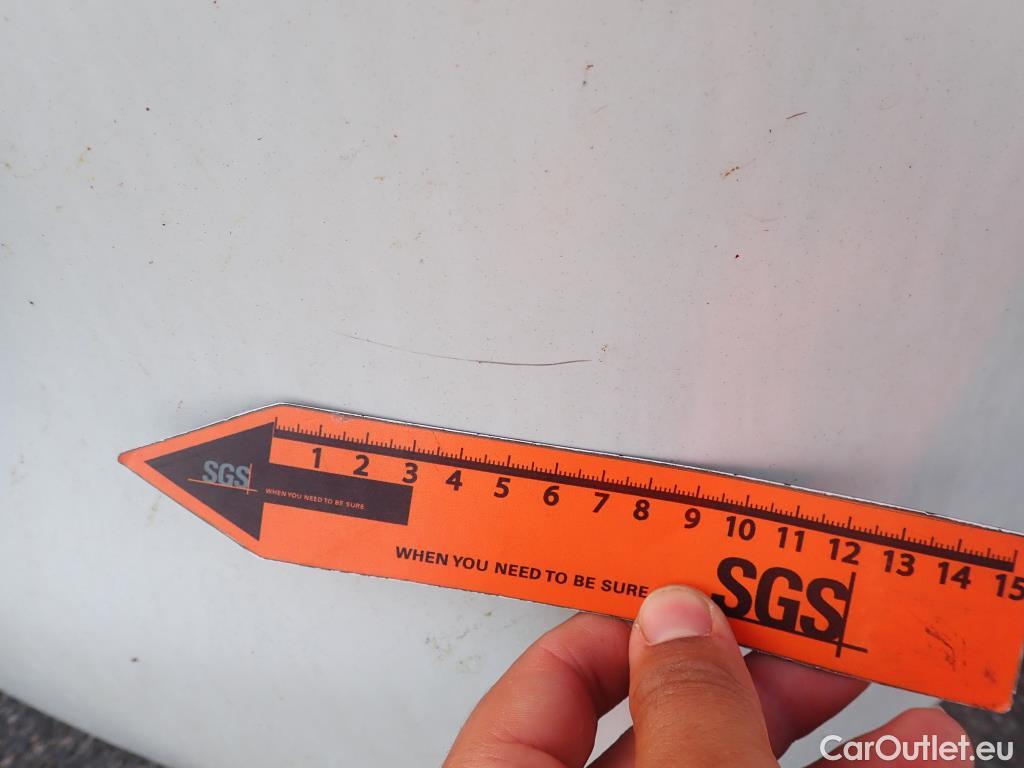 SGS
WHEN YOU NEED TO BE SURE
1 2 3 4 5 6 7 8 9 10 11 12 13 14 15
WHEN YOU NEED TO BE SURE
SGS
CarOutlet.eu